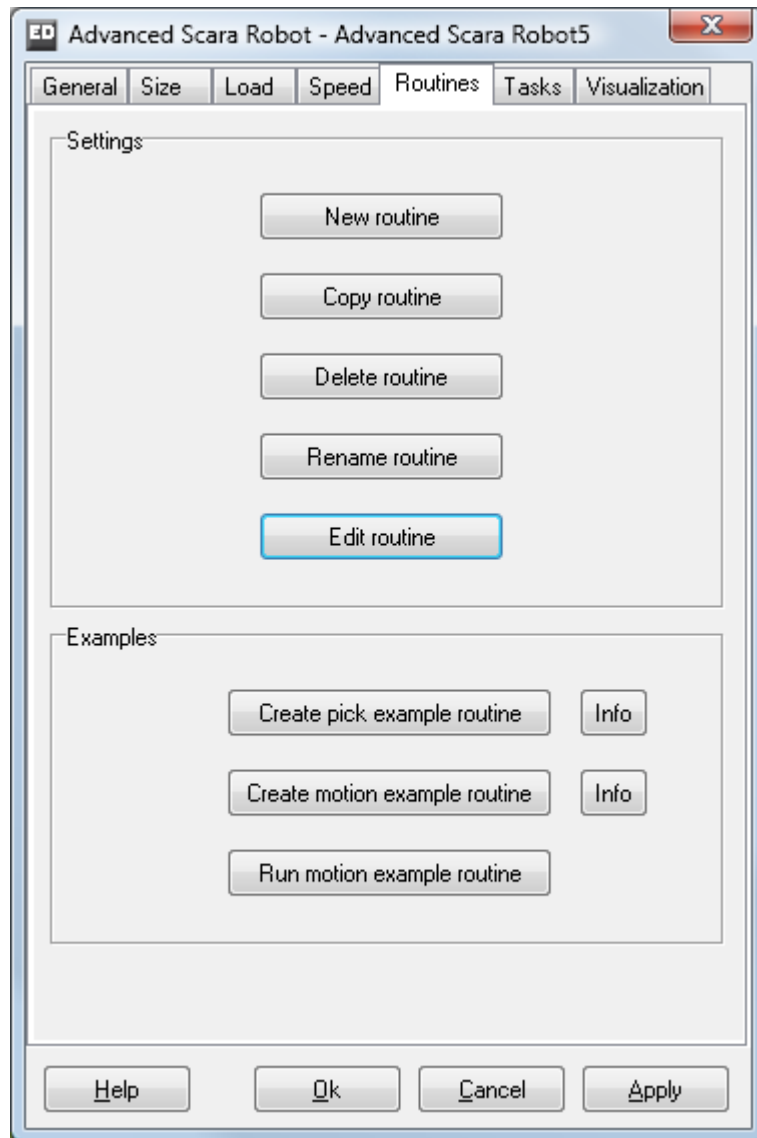 ED Advanced Scara Robot - Advanced Scara Robot5 X
General Size Load Speed Routines Tasks Visualization
Settings
New routine
Copy routine
Delete routine
Rename routine
Edit routine
Examples
Create pick example routine Info
Create motion example routine Info
Run motion example routine
Help Ok Cancel Apply